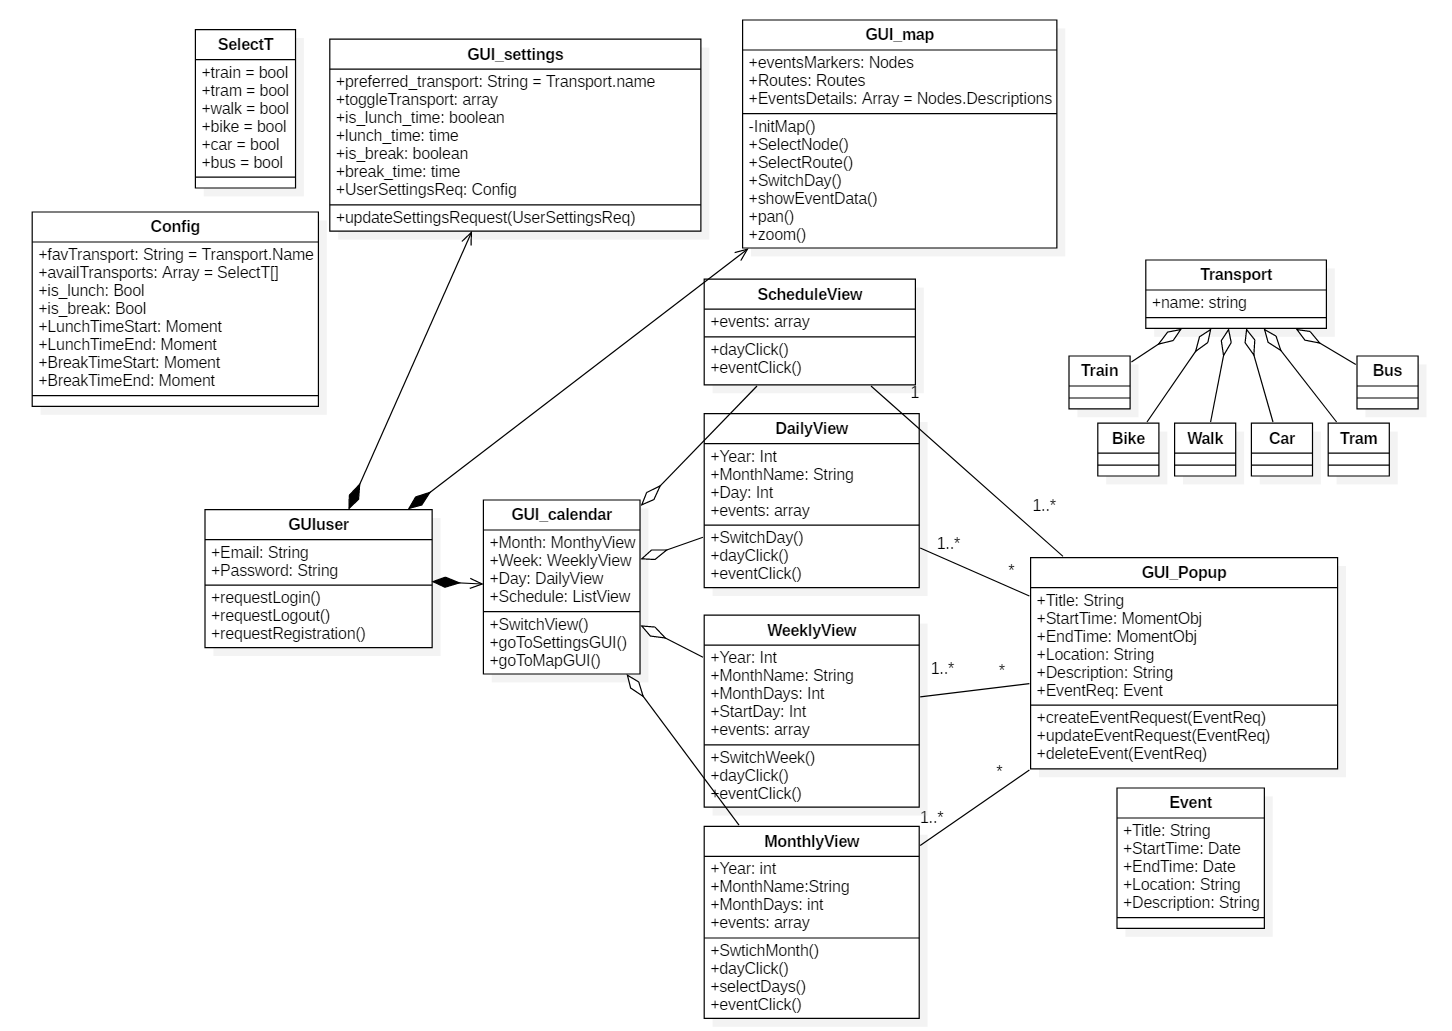 SelectT
+train = bool
+tram = bool
+walk = bool
+bike = bool
+car = bool
+bus = bool
GUI_settings
+preferred_transport: String = Transport.name
+toggleTransport: array
+is_lunch_time: boolean
+lunch_time: time
+is_break: boolean
+break_time: time
+UserSettingsReq: Config
+updateSettingsRequest(UserSettingsReq)
GUI_map
+eventsMarkers: Nodes
+Routes: Routes
+EventsDetails: Array = Nodes.Descriptions
-InitMap()
+SelectNode()
+SelectRoute()
+SwitchDay()
+showEventData()
+pan()
+zoom()
Config
+favTransport: String = Transport.Name
+availTransports: Array = SelectT[]
+is_lunch: Bool
+is_break: Bool
+LunchTimeStart: Moment
+LunchTimeEnd: Moment
+BreakTimeStart: Moment
+BreakTimeEnd: Moment
ScheduleView
+events: array
+dayClick()
+eventClick()
1
1..*
Transport
+name: string
Train
Bus
Bike
Walk
Car
Tram
DailyView
+Year: Int
+MonthName: String
+Day: Int
+events: array
+SwitchDay()
+dayClick()
+eventClick()
1..*
*
GUIuser
+Email: String
+Password: String
+requestLogin()
+requestLogout()
+requestRegistration()
GUI_calendar
+Month: MonthyView
+Week: WeeklyView
+Day: DailyView
+Schedule: ListView
+SwitchView()
+goToSettingsGUI()
+goToMapGUI()
GUI_Popup
+Title: String
+StartTime: MomentObj
+EndTime: MomentObj
+Location: String
+Description: String
+EventReq: Event
+createEventRequest(EventReq)
+updateEventRequest(EventReq)
+deleteEvent(EventReq)
WeeklyView
+Year: Int
+MonthName: String
+MonthDays: Int
+StartDay: Int
+events: array
+SwitchWeek()
+dayClick()
+eventClick()
1..*
*
*
1..*
MonthlyView
+Year: int
+MonthName:String
+MonthDays: int
+events: array
+SwtichMonth()
+dayClick()
+selectDays()
+eventClick()
Event
+Title: String
+StartTime: Date
+EndTime: Date
+Location: String
+Description: String